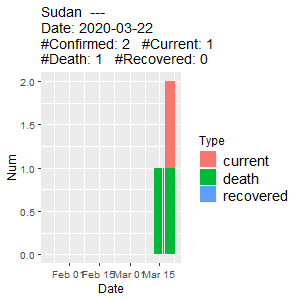 Sudan  ---
Date: 2020-03-22
#Confirmed: 2   #Current: 1
#Death: 1   #Recovered: 0
2.0
1.5
1.0
0.5
0.0
Num
Feb 01 Feb 15 Mar 01 Mar 15
Date
Type
current
death
recovered